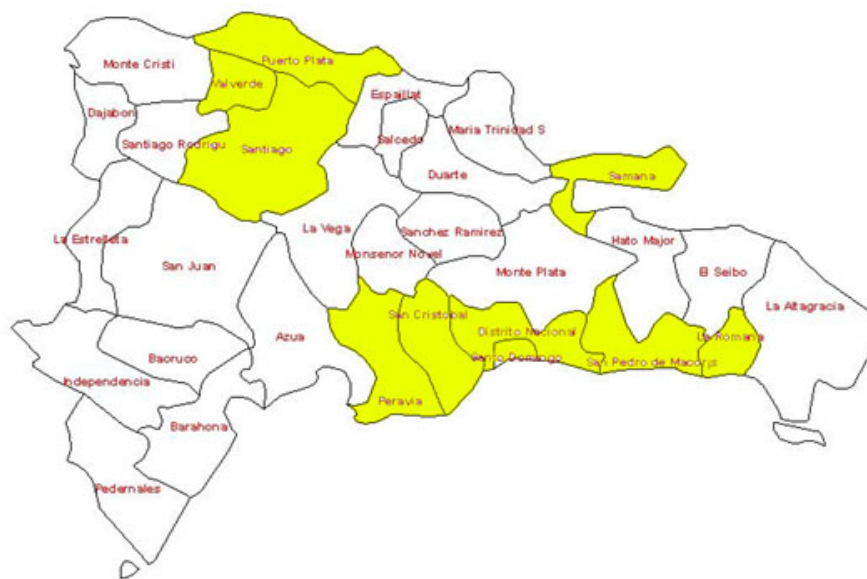 Puerto Plata
Monte Cristi
Valverde
Espaillat
Dajabon
Maria Trinidad S
Salcedo
Santiago Rodrigu
Santiago
Duarte
Samana
La Vega
Sanchez Ramirez
La Estrelleta
Hato Major
Monsenor Novel
San Juan
Monte Plata
El Seibo
La Altagracia
San Cristobal
Distrito Nacional
Azua
La Romana
Baoruco
Santo Domingo
San Pedro de Macorjs
Independencia
Peravia
Barahona
Pedernales